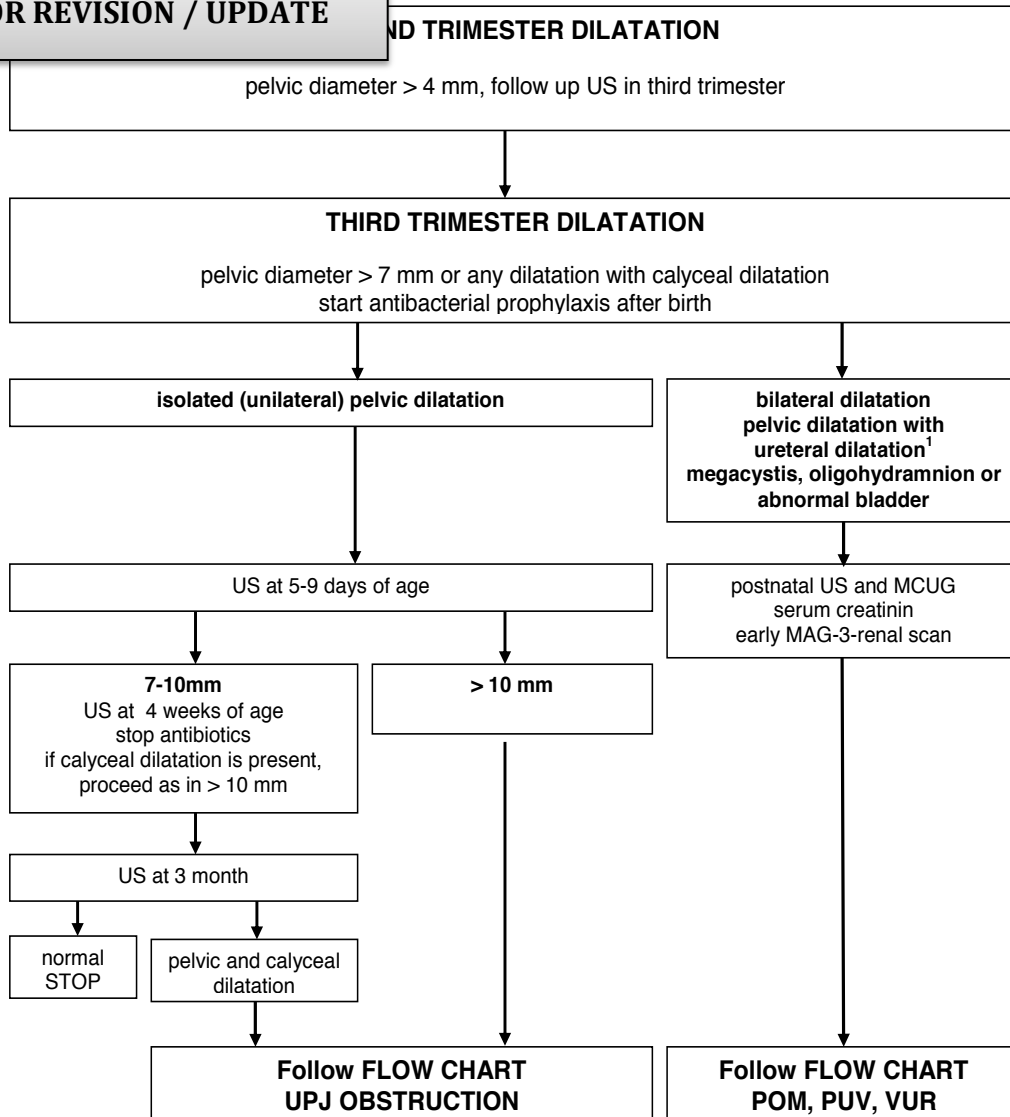 OR REVISION / UPDATE
ND TRIMESTER DILATATION
pelvic diameter > 4 mm, follow up US in third trimester
THIRD TRIMESTER DILATATION
pelvic diameter > 7 mm or any dilatation with calyceal dilatation
start antibacterial prophylaxis after birth
isolated (unilateral) pelvic dilatation
bilateral dilatation
pelvic dilatation with
ureteral dilatation¹
megacystis, oligohydramnion or
abnormal bladder
US at 5-9 days of age
postnatal US and MCUG
serum creatinin
early MAG-3-renal scan
7-10mm
US at 4 weeks of age
stop antibiotics
if calyceal dilatation is present,
proceed as in > 10 mm
> 10 mm
US at 3 month
normal
STOP
pelvic and calyceal
dilatation
Follow FLOW CHART
UPJ OBSTRUCTION
Follow FLOW CHART
POM, PUV, VUR